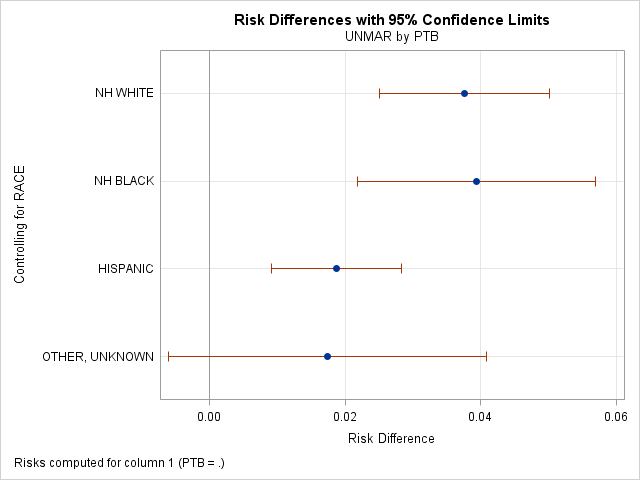 Risk Differences with 95% Confidence Limits
UNMAR by PTB
Controlling for RACE
NH WHITE
NH BLACK
HISPANIC
OTHER, UNKNOWN
0.00 0.02 0.04 0.06
Risk Difference
Risks computed for column 1 (PTB = .)